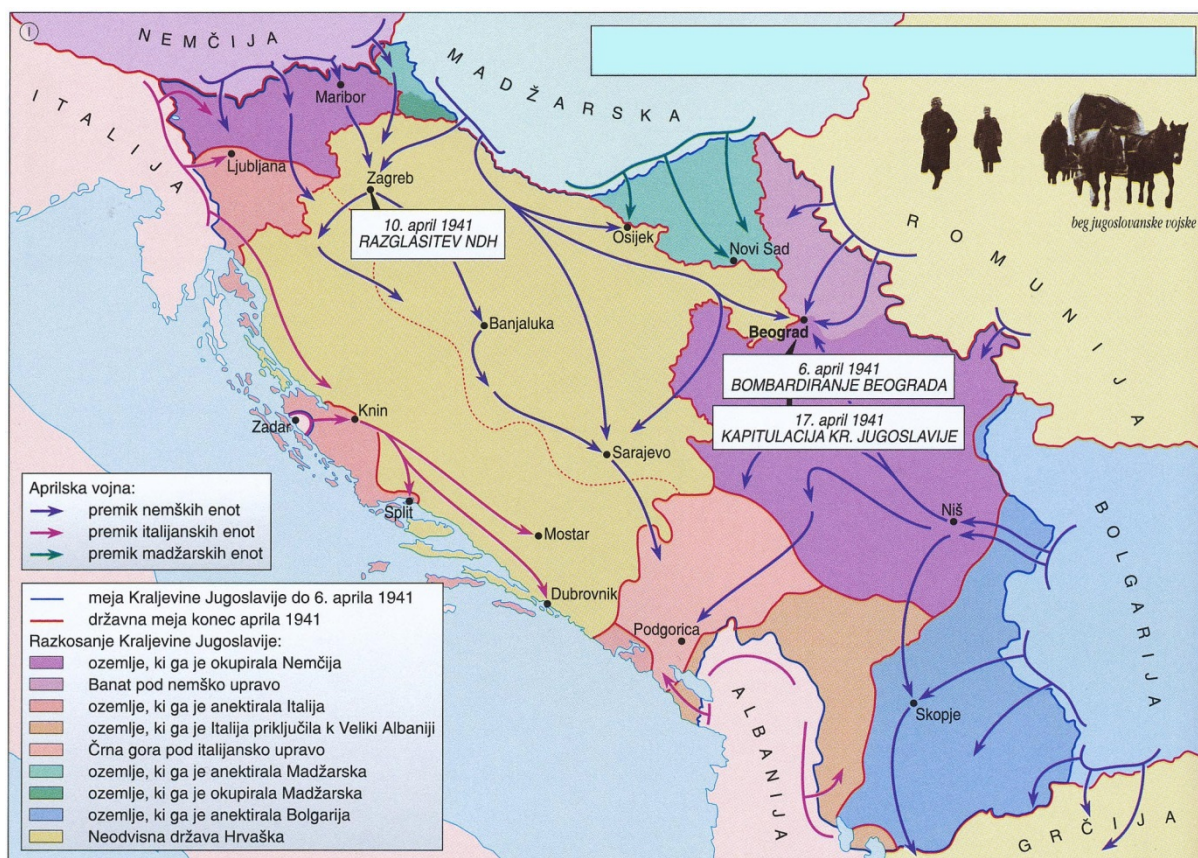 1
NEMČIJA
MADŽARSKA
ITALIJA
Maribor
Ljubljana
Zagreb
10. april 1941
RAZGLASITEV NDH
Osijek
Novi Sad
ROMUNIJA
beg jugoslovanske vojske
Banjaluka
Beograd
6. april 1941
BOMBARDIRANJE BEOGRADA
17. april 1941
KAPITULACIJA KR. JUGOSLAVIJE
Zadar
Knin
Sarajevo
Split
Mostar
Niš
BOLGARIJA
Dubrovnik
Podgorica
ALBANIJA
Skopje
GRČIJA
Aprilska vojna:
premik nemških enot
premik italijanskih enot
premik madžarskih enot
meja Kraljevine Jugoslavije do 6. aprila 1941
državna meja konec aprila 1941
Razkosanje Kraljevine Jugoslavije:
ozemlje, ki ga je okupirala Nemčija
Banat pod nemško upravo
ozemlje, ki ga je anektirala Italija
ozemlje, ki ga je Italija priključila k Veliki Albaniji
Črna gora pod italijansko upravo
ozemlje, ki ga je anektirala Madžarska
ozemlje, ki ga je okupirala Madžarska
ozemlje, ki ga je anektirala Bolgarija
Neodvisna država Hrvaška